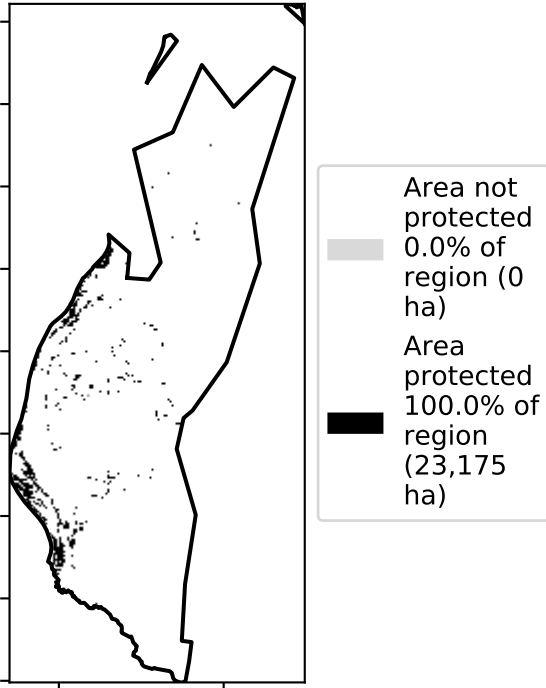 Area not
protected
0.0% of
region (0
ha)
Area
protected
100.0% of
region
(23,175
ha)